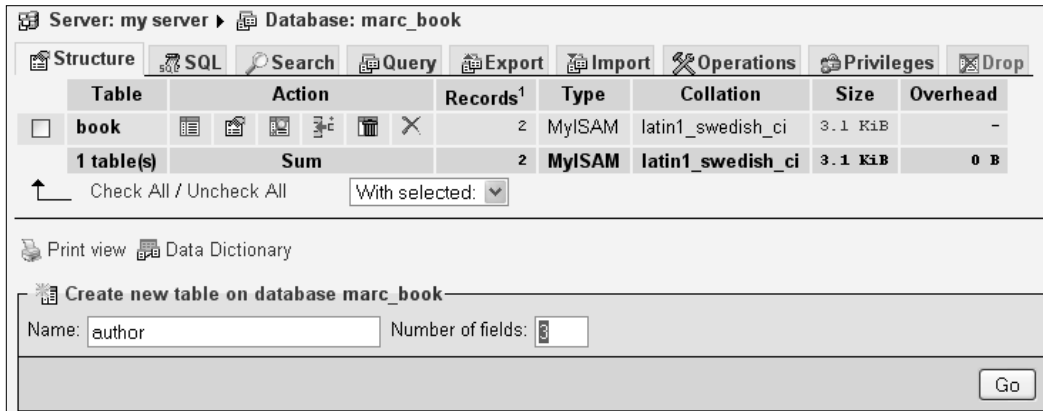 Server: my server Database: marc_book
Structure SQL Search Query Export Import Operations Privileges Drop
Table Action Records1 Type Collation Size Overhead
book 2 MyISAM latin1_swedish_ci 3.1 KiB -
1 table(s) Sum 2 MyISAM latin1_swedish_ci 3.1 KiB 0 B
Check All / Uncheck All With selected:
Print view Data Dictionary
Create new table on database marc_book
Name: author Number of fields: 3
Go